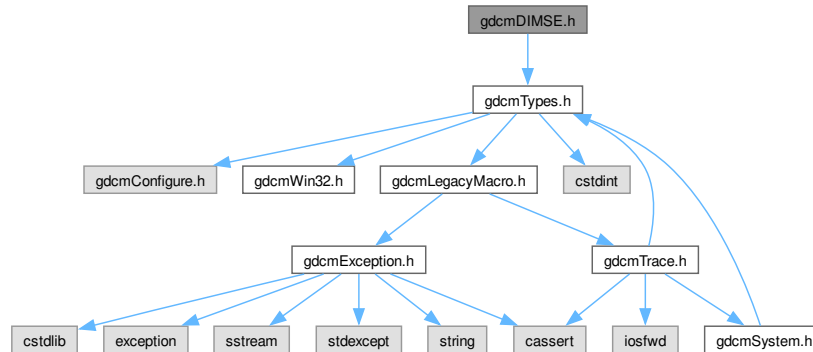 gdcmDIMSE.h
gdcmTypes.h
gdcmConfigure.h
gdcmWin32.h
gdcmLegacyMacro.h
cstdint
gdcmException.h
gdcmTrace.h
cstdlib
exception
sstream
stdexcept
string
cassert
iosfwd
gdcmSystem.h